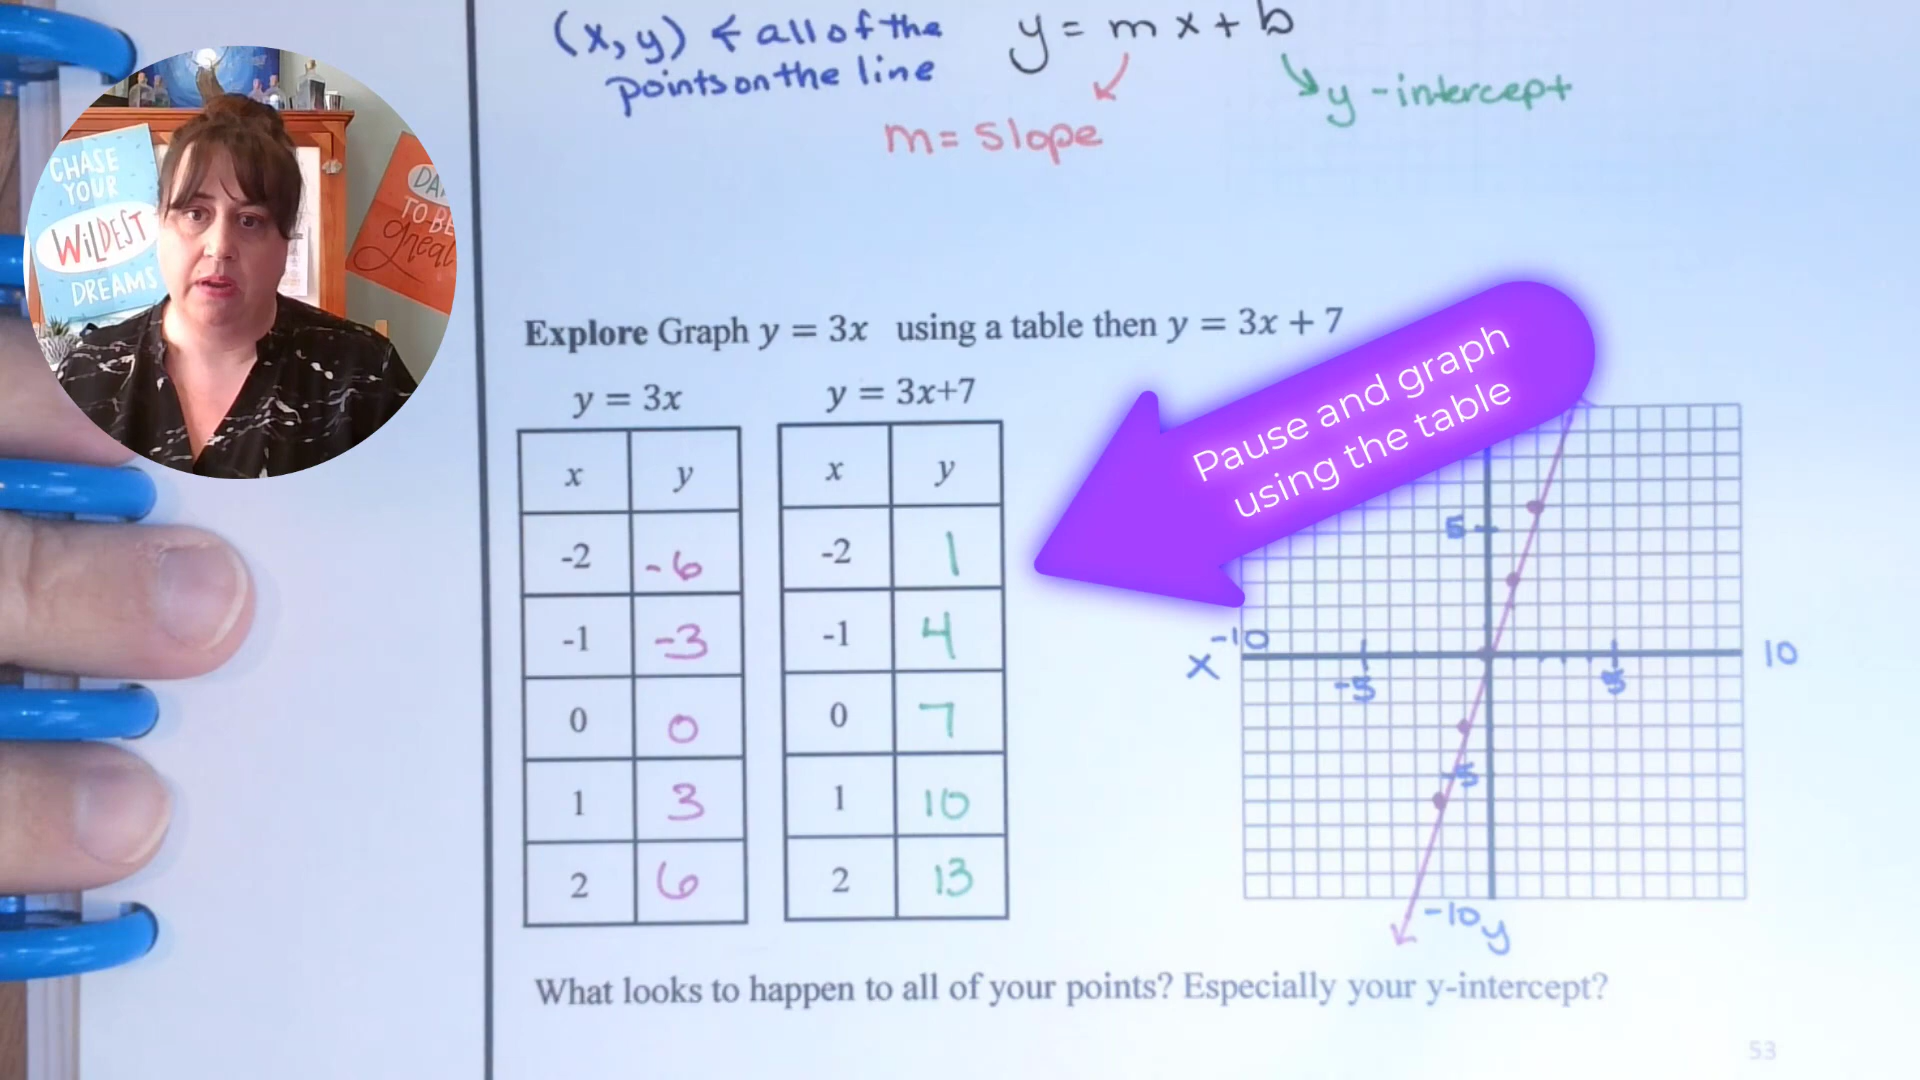 (x, y) ← all of the
points on the line
y = mx + b
m = slope
y-intercept
CHASE
YOUR
WILDEST
DREAMS
TO BE
great
Explore Graph y = 3x using a table then y = 3x + 7
y = 3x
x y
-2 -6
-1 -3
0 0
1 3
2 6
y = 3x+7
x y
-2 1
-1 4
0 7
1 10
2 13
Pause and graph
using the table
5
-10
x
-5
5
10
-5
-10
y
What looks to happen to all of your points? Especially your y-intercept?
53